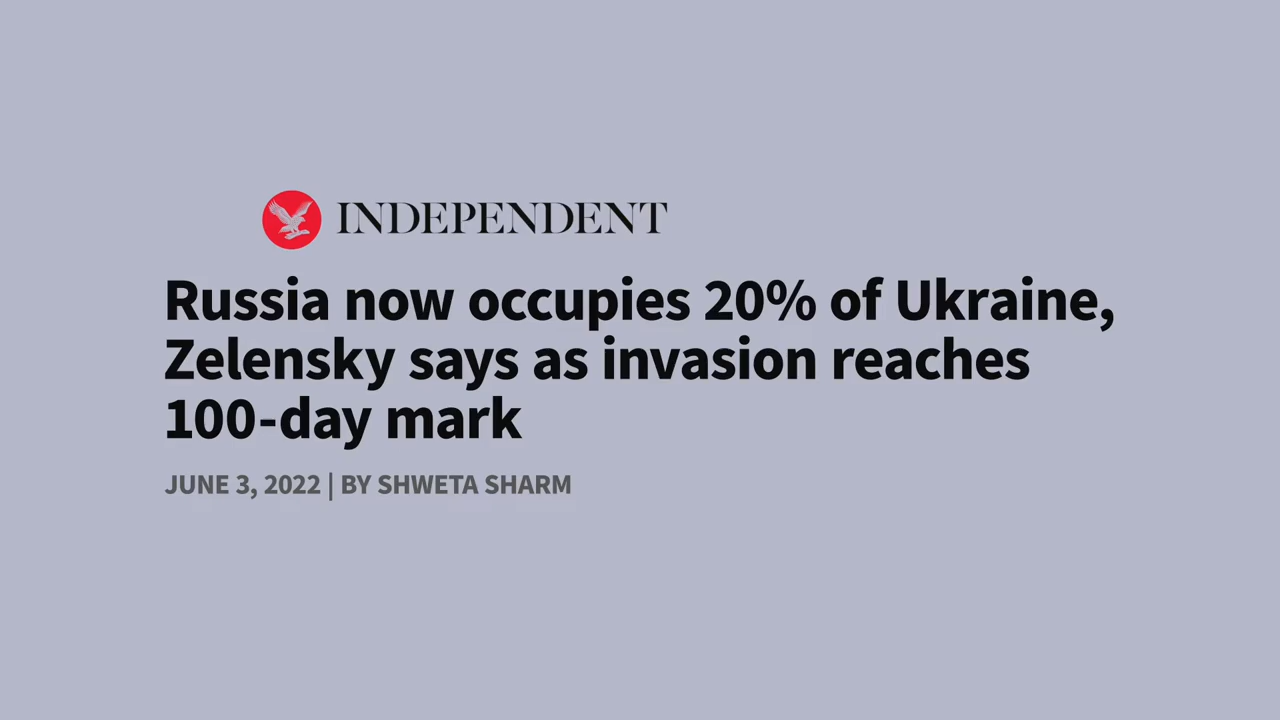 INDEPENDENT
Russia now occupies 20% of Ukraine,
Zelensky says as invasion reaches
100-day mark
JUNE 3, 2022 | BY SHWETA SHARM